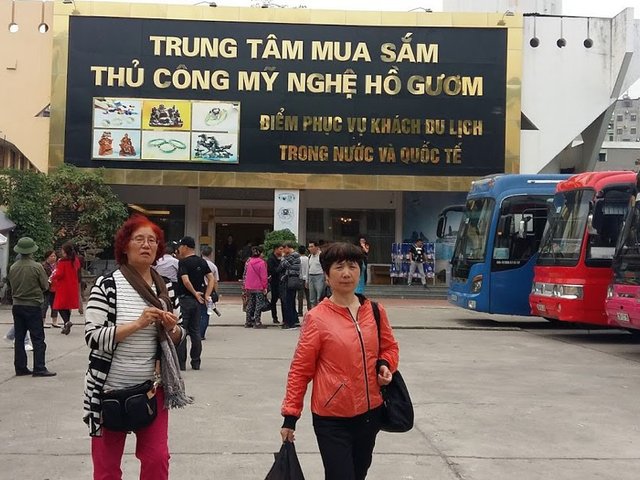 TRUNG TÂM MUA SẮM
THỦ CÔNG MỸ NGHỆ HỒ GƯƠM
ĐIỂM PHỤC VỤ KHÁCH DU LỊCH
TRONG NƯỚC VÀ QUỐC TẾ